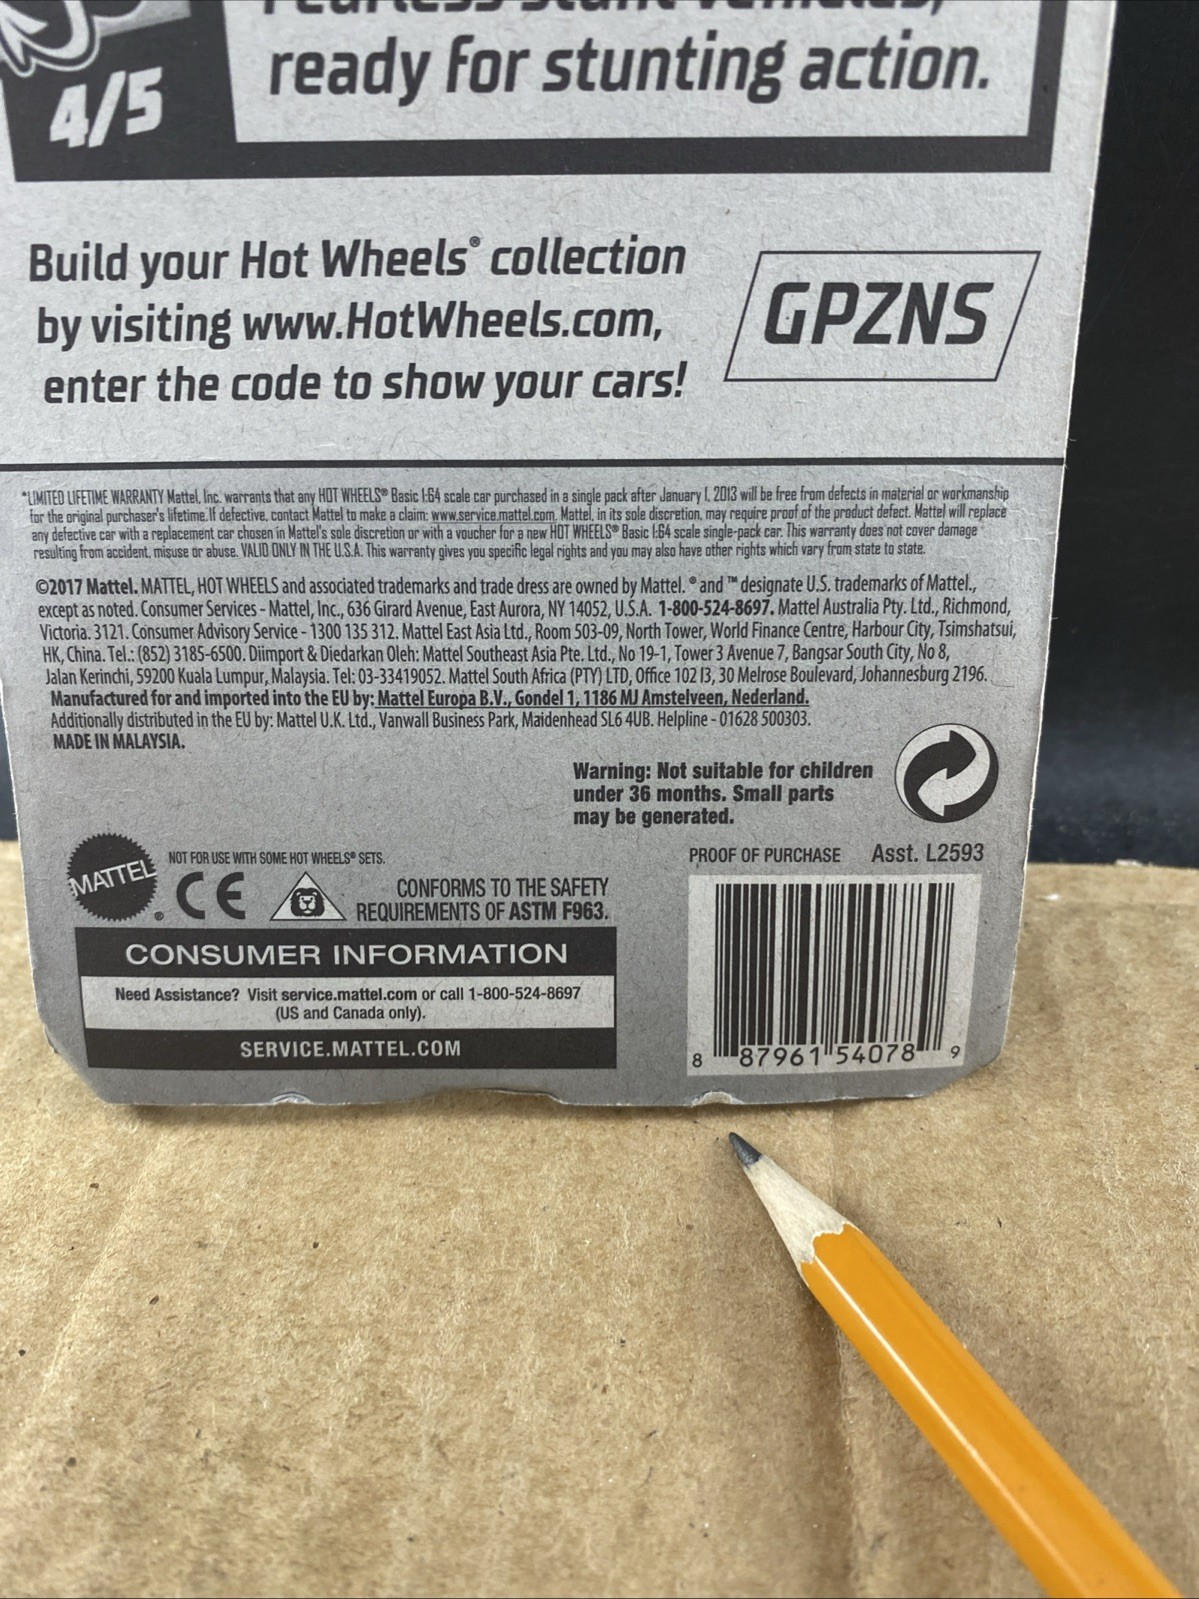 Fearless stunt vehicles,
ready for stunting action.
4/5
Build your Hot Wheels® collection
by visiting www.HotWheels.com,
enter the code to show your cars!
GPZNS
*LIMITED LIFETIME WARRANTY Mattel, Inc. warrants that any HOT WHEELS® Basic 1:64 scale car purchased in a single pack after January 1, 2013 will be free from defects in material or workmanship
for the original purchaser's lifetime. If defective, contact Mattel to make a claim: www.service.mattel.com. Mattel, in its sole discretion, may require proof of the product defect. Mattel will replace
any defective car with a replacement car chosen in Mattel's sole discretion or with a voucher for a new HOT WHEELS® Basic 1:64 scale single-pack car. This warranty does not cover damage
resulting from accident, misuse or abuse. VALID ONLY IN THE U.S.A. This warranty gives you specific legal rights and you may also have other rights which vary from state to state.
©2017 Mattel. MATTEL, HOT WHEELS and associated trademarks and trade dress are owned by Mattel. ® and ™ designate U.S. trademarks of Mattel.,
except as noted. Consumer Services - Mattel, Inc., 636 Girard Avenue, East Aurora, NY 14052, U.S.A. 1-800-524-8697. Mattel Australia Pty. Ltd., Richmond,
Victoria. 3121. Consumer Advisory Service - 1300 135 312. Mattel East Asia Ltd., Room 503-09, North Tower, World Finance Centre, Harbour City, Tsimshatsui,
HK, China. Tel.: (852) 3185-6500. Diimport & Diedarkan Oleh: Mattel Southeast Asia Pte. Ltd., No 19-1, Tower 3 Avenue 7, Bangsar South City, No 8,
Jalan Kerinchi, 59200 Kuala Lumpur, Malaysia. Tel: 03-33419052. Mattel South Africa (PTY) LTD, Office 102 I3, 30 Melrose Boulevard, Johannesburg 2196.
Manufactured for and imported into the EU by: Mattel Europa B.V., Gondel 1, 1186 MJ Amstelveen, Nederland.
Additionally distributed in the EU by: Mattel U.K. Ltd., Vanwall Business Park, Maidenhead SL6 4UB. Helpline - 01628 500303.
MADE IN MALAYSIA.
Warning: Not suitable for children
under 36 months. Small parts
may be generated.
MATTEL®
NOT FOR USE WITH SOME HOT WHEELS® SETS.
CE
CONFORMS TO THE SAFETY
REQUIREMENTS OF ASTM F963.
PROOF OF PURCHASE Asst. L2593
CONSUMER INFORMATION
Need Assistance? Visit service.mattel.com or call 1-800-524-8697
(US and Canada only).
SERVICE.MATTEL.COM
8 87961 54078 9